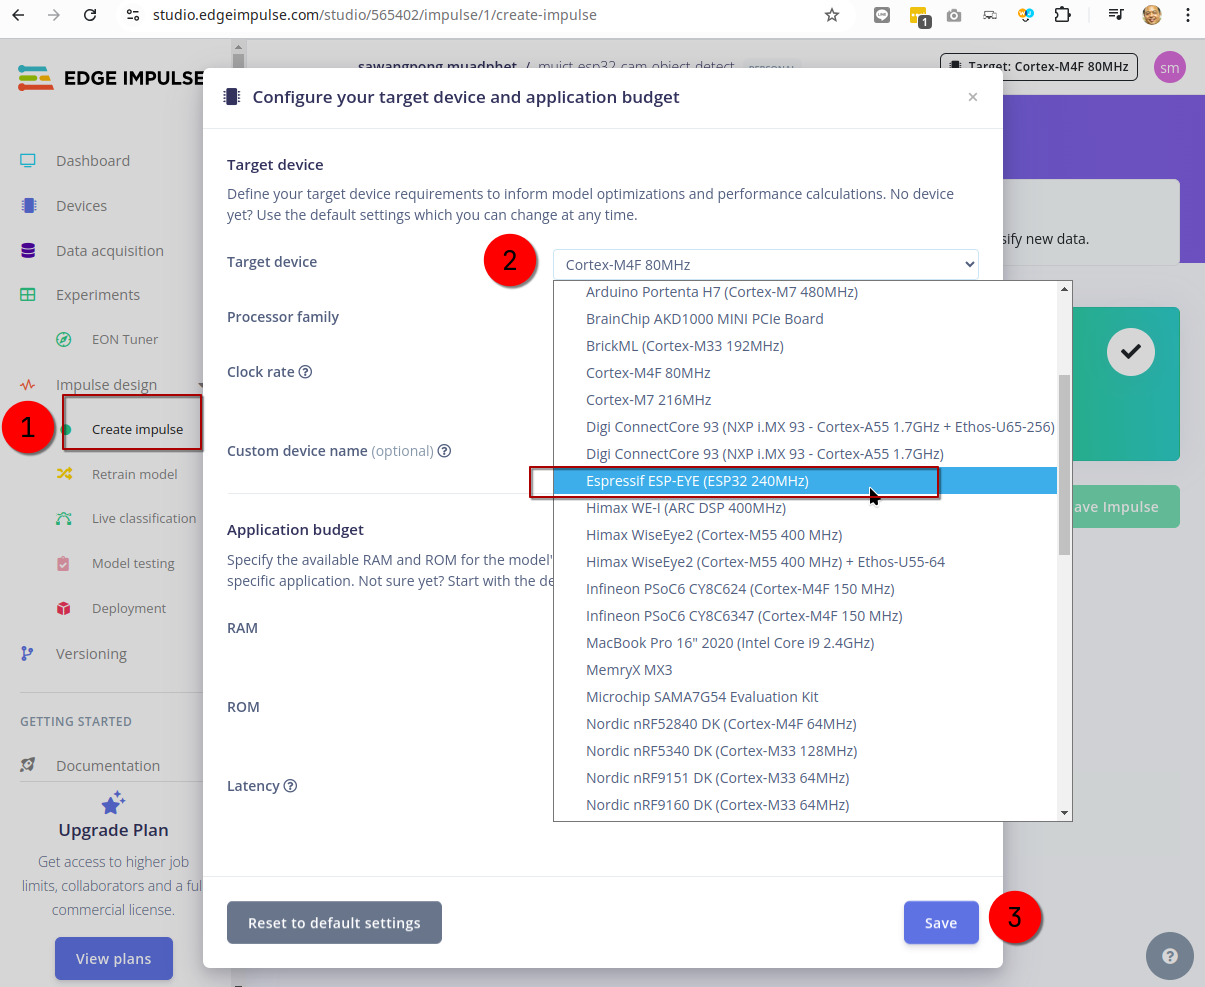 studio.edgeimpulse.com/studio/565402/impulse/1/create-impulse
1
EDGE IMPULSE
sawangpong muadphet / muict esp32 cam object detect PERSONAL
Target: Cortex-M4F 80MHz
sm
Configure your target device and application budget
×
Dashboard
Devices
Data acquisition
Experiments
EON Tuner
Impulse design
1
Create impulse
Retrain model
Live classification
Model testing
Deployment
Versioning
GETTING STARTED
Documentation
Upgrade Plan
Get access to higher job
limits, collaborators and a ful
commercial license.
View plans
Target device
Define your target device requirements to inform model optimizations and performance calculations. No device
yet? Use the default settings which you can change at any time.
Target device
2
Cortex-M4F 80MHz
Processor family
Clock rate ?
Custom device name (optional) ?
Application budget
Specify the available RAM and ROM for the model'
specific application. Not sure yet? Start with the de
RAM
ROM
Latency ?
Arduino Portenta H7 (Cortex-M7 480MHz)
BrainChip AKD1000 MINI PCIe Board
BrickML (Cortex-M33 192MHz)
Cortex-M4F 80MHz
Cortex-M7 216MHz
Digi ConnectCore 93 (NXP i.MX 93 - Cortex-A55 1.7GHz + Ethos-U65-256)
Digi ConnectCore 93 (NXP i.MX 93 - Cortex-A55 1.7GHz)
Espressif ESP-EYE (ESP32 240MHz)
Himax WE-I (ARC DSP 400MHz)
Himax WiseEye2 (Cortex-M55 400 MHz)
Himax WiseEye2 (Cortex-M55 400 MHz) + Ethos-U55-64
Infineon PSoC6 CY8C624 (Cortex-M4F 150 MHz)
Infineon PSoC6 CY8C6347 (Cortex-M4F 150 MHz)
MacBook Pro 16" 2020 (Intel Core i9 2.4GHz)
MemryX MX3
Microchip SAMA7G54 Evaluation Kit
Nordic nRF52840 DK (Cortex-M4F 64MHz)
Nordic nRF5340 DK (Cortex-M33 128MHz)
Nordic nRF9151 DK (Cortex-M33 64MHz)
Nordic nRF9160 DK (Cortex-M33 64MHz)
sify new data.
ave Impulse
Reset to default settings
Save
3
?